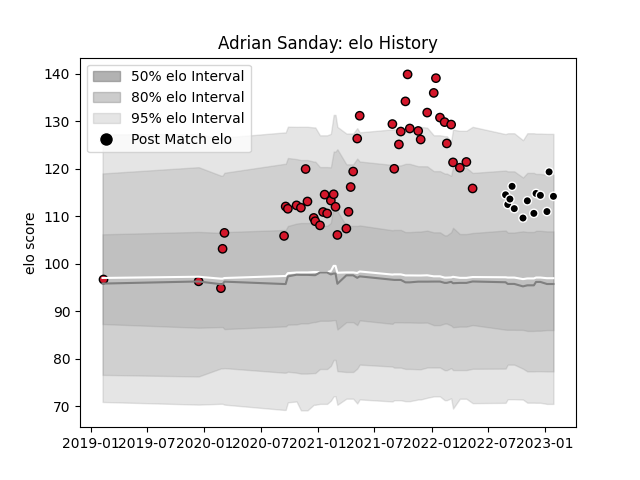 Adrian Sanday: elo History
140
130
120
110
100
90
80
70
elo score
50% elo Interval
80% elo Interval
95% elo Interval
Post Match elo
2019-01
2019-07
2020-01
2020-07
2021-01
2021-07
2022-01
2022-07
2023-01